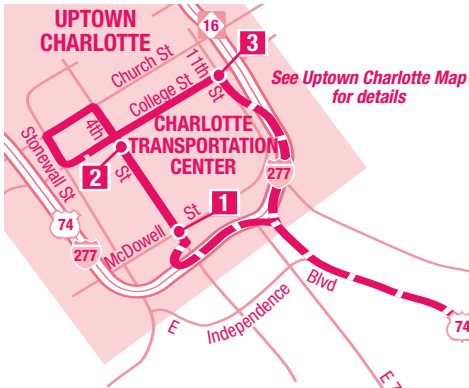 UPTOWN
CHARLOTTE
16
3
Church St
11th St
College St
See Uptown Charlotte Map
for details
4th St
CHARLOTTE
TRANSPORTATION
CENTER
Stonewall St
2
277
1
74
277
McDowell St
E Independence Blvd
74
E 7